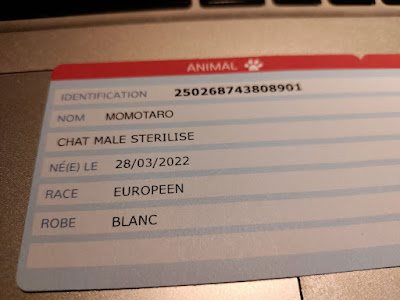 ANIMAL
IDENTIFICATION 250268743808901
NOM MOMOTARO
CHAT MALE STERILISE
NÉ(E) LE 28/03/2022
RACE EUROPEEN
ROBE BLANC